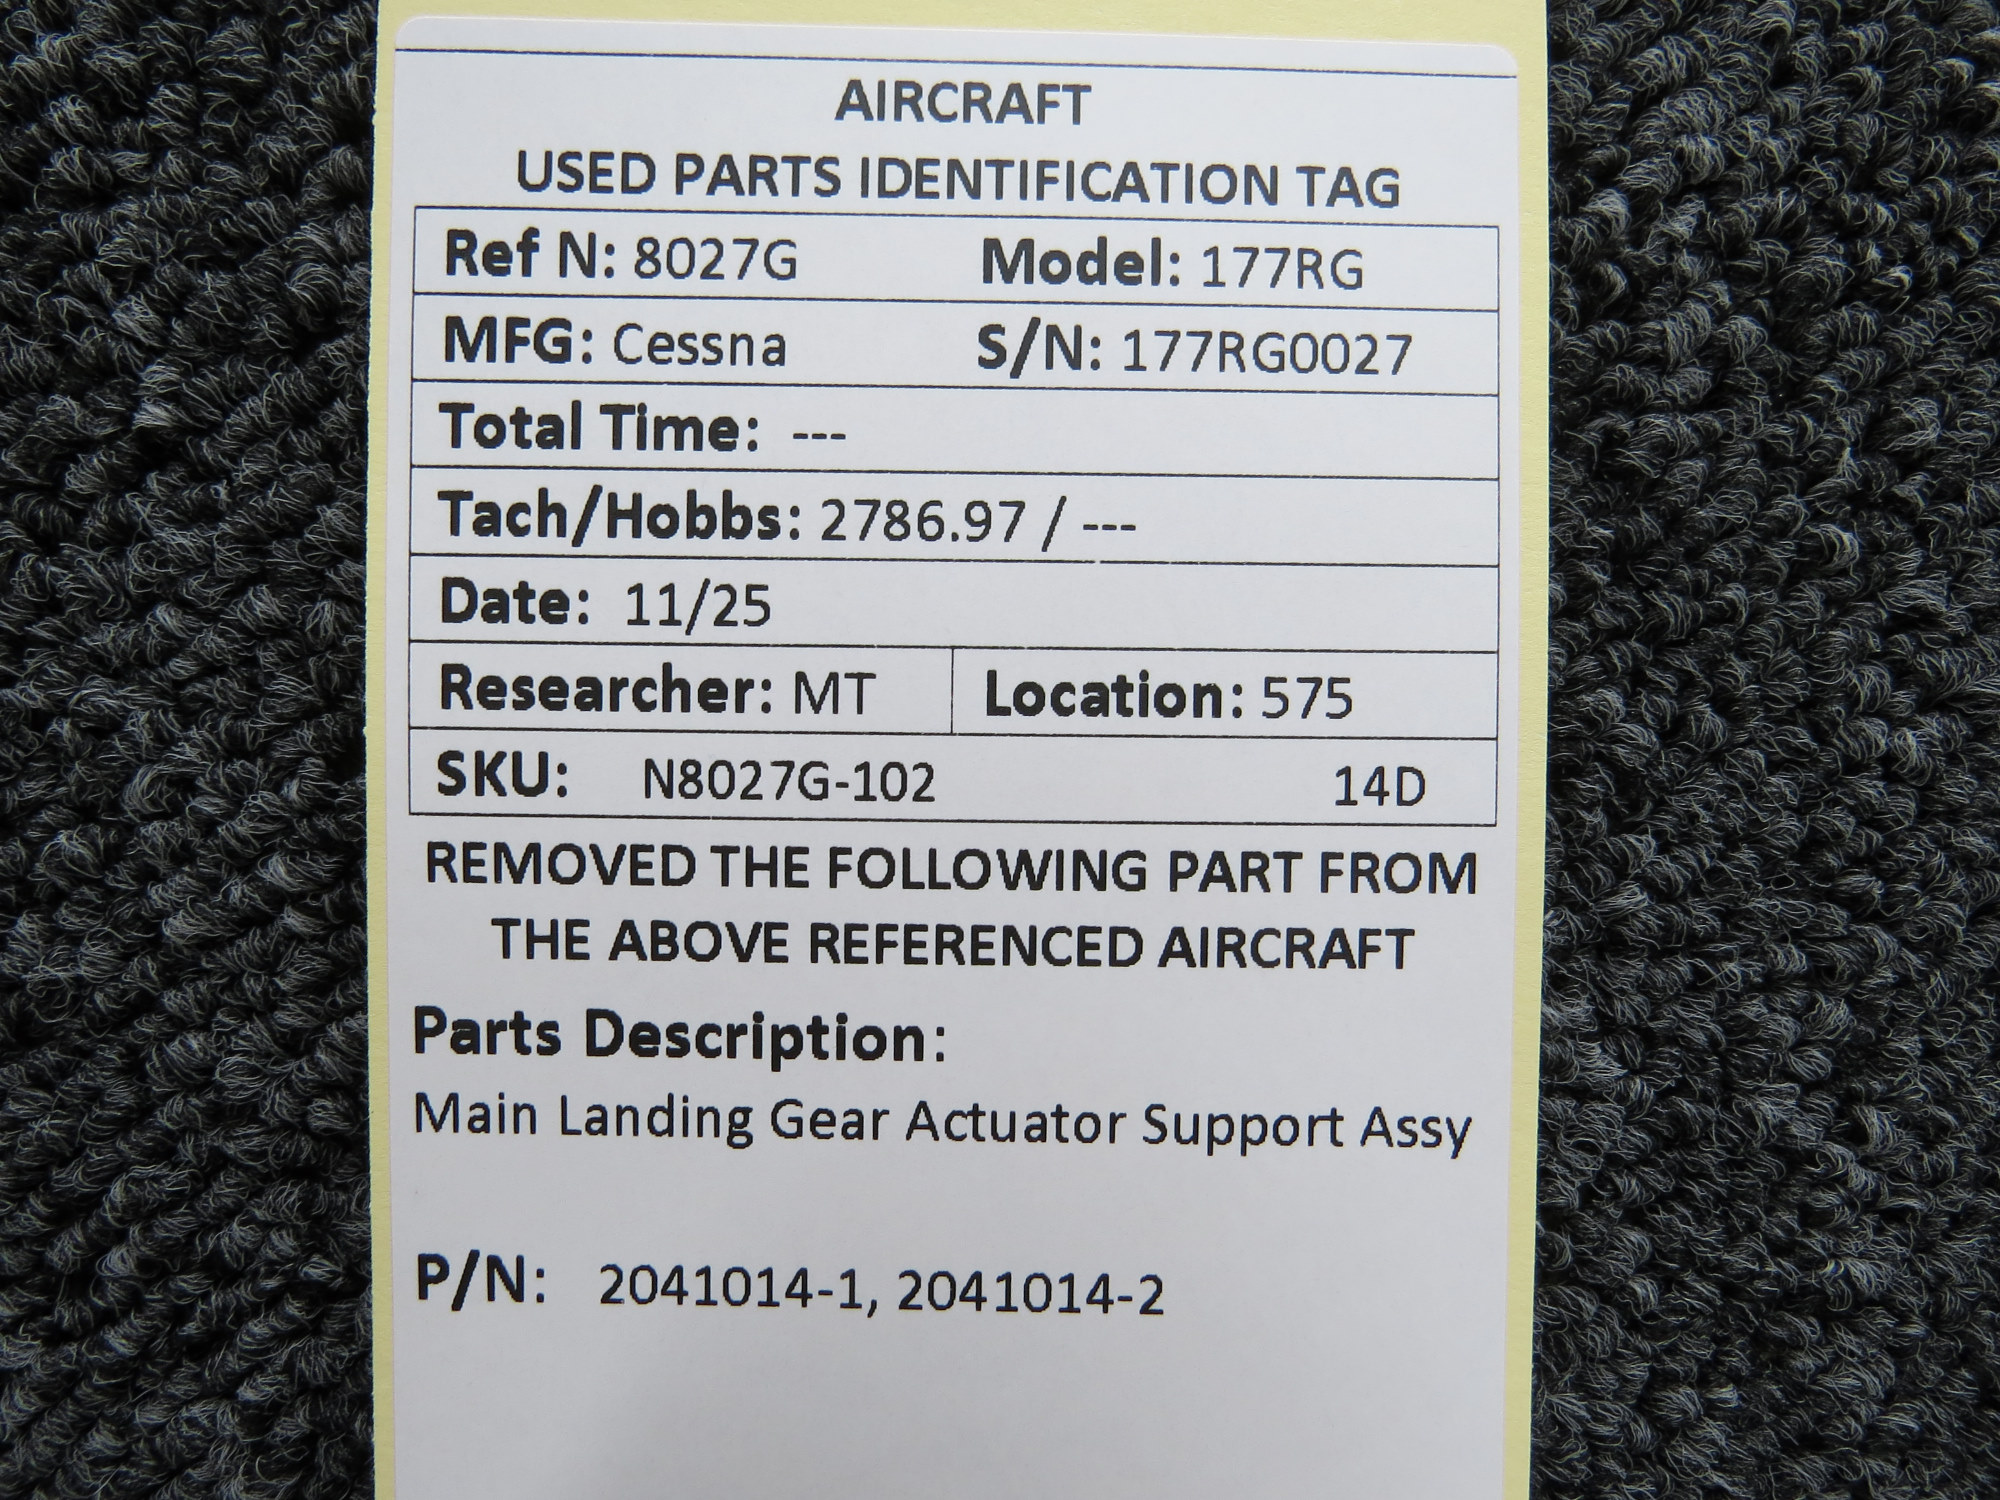 AIRCRAFT
USED PARTS IDENTIFICATION TAG
Ref N: 8027G Model: 177RG
MFG: Cessna S/N: 177RG0027
Total Time: ---
Tach/Hobbs: 2786.97 / ---
Date: 11/25
Researcher: MT Location: 575
SKU: N8027G-102 14D
REMOVED THE FOLLOWING PART FROM
THE ABOVE REFERENCED AIRCRAFT
Parts Description:
Main Landing Gear Actuator Support Assy
P/N: 2041014-1, 2041014-2